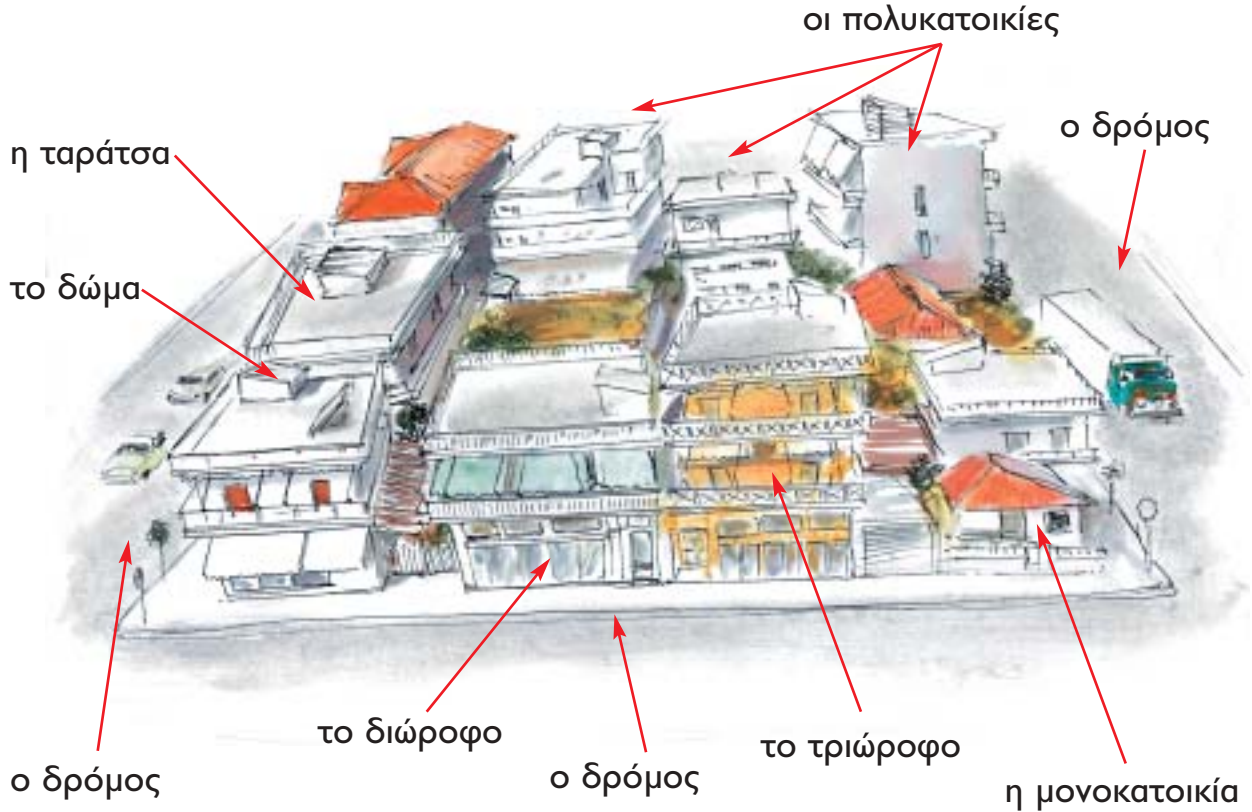 οι πολυκατοικίες
ο δρόμος
η ταράτσα
το δώμα
το διώροφο
το τριώροφο
ο δρόμος
ο δρόμος
η μονοκατοικία